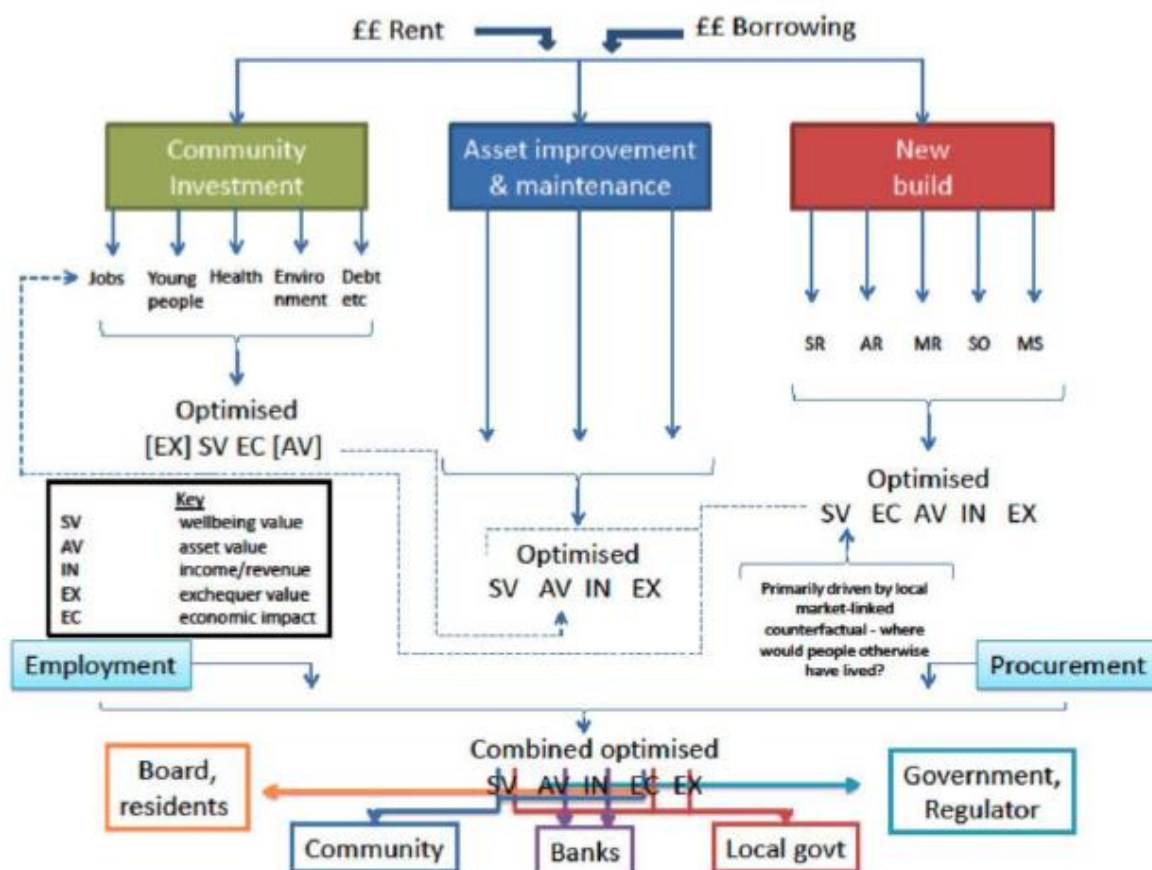 ££ Rent
££ Borrowing
Community
Investment
Asset improvement
& maintenance
New
build
Jobs
Young
people
Health
Enviro
nment
Debt
etc
SR
AR
MR
SO
MS
Optimised
[EX] SV EC [AV]
Optimised
SV EC AV IN EX
Key
SV wellbeing value
AV asset value
IN income/revenue
EX exchequer value
EC economic impact
Optimised
SV AV IN EX
Primarily driven by local
market-linked
counterfactual – where
would people otherwise
have lived?
Employment
Procurement
Combined optimised
SV AV IN EC EX
Board,
residents
Government,
Regulator
Community
Banks
Local govt